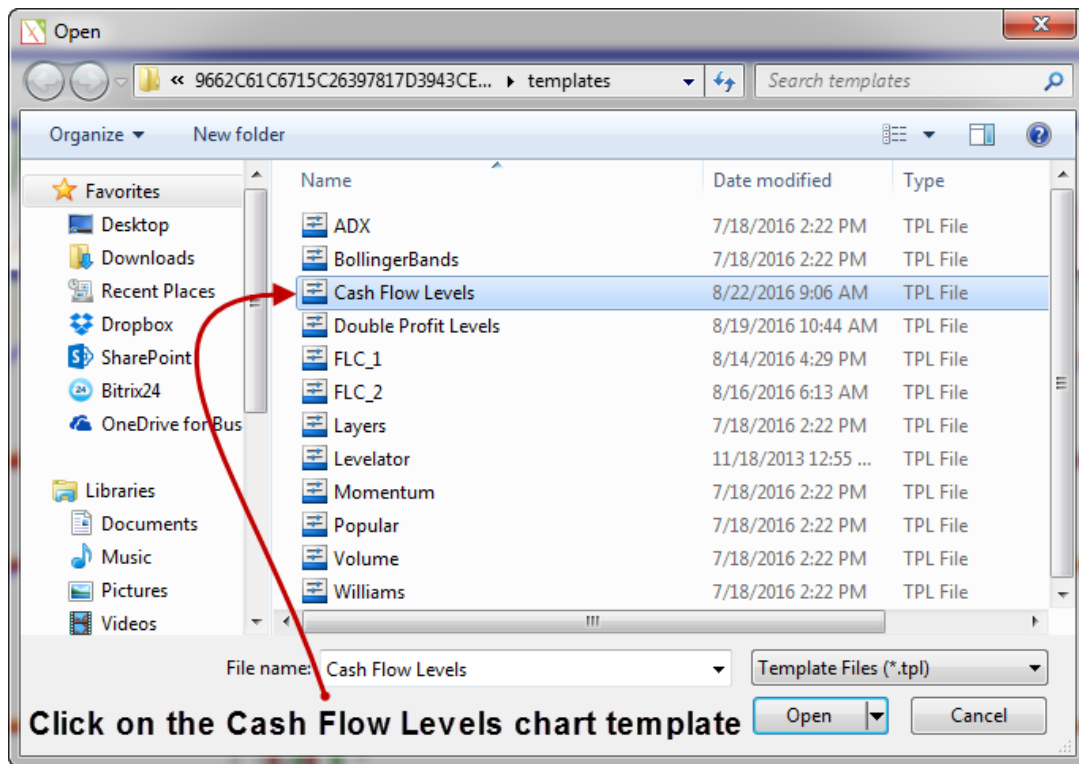 Open
« 9662C61C6715C26397817D3943CE... ▸ templates
Search templates
Organize
New folder
Favorites
Desktop
Downloads
Recent Places
Dropbox
SharePoint
24 Bitrix24
OneDrive for Bus
Libraries
Documents
Music
Pictures
Videos
Name Date modified Type
ADX 7/18/2016 2:22 PM TPL File
BollingerBands 7/18/2016 2:22 PM TPL File
Cash Flow Levels 8/22/2016 9:06 AM TPL File
Double Profit Levels 8/19/2016 10:44 AM TPL File
FLC_1 8/14/2016 4:29 PM TPL File
FLC_2 8/16/2016 6:13 AM TPL File
Layers 7/18/2016 2:22 PM TPL File
Levelator 11/18/2013 12:55 ... TPL File
Momentum 7/18/2016 2:22 PM TPL File
Popular 7/18/2016 2:22 PM TPL File
Volume 7/18/2016 2:22 PM TPL File
Williams 7/18/2016 2:22 PM TPL File
File name: Cash Flow Levels Template Files (*.tpl)
Click on the Cash Flow Levels chart template
Open Cancel